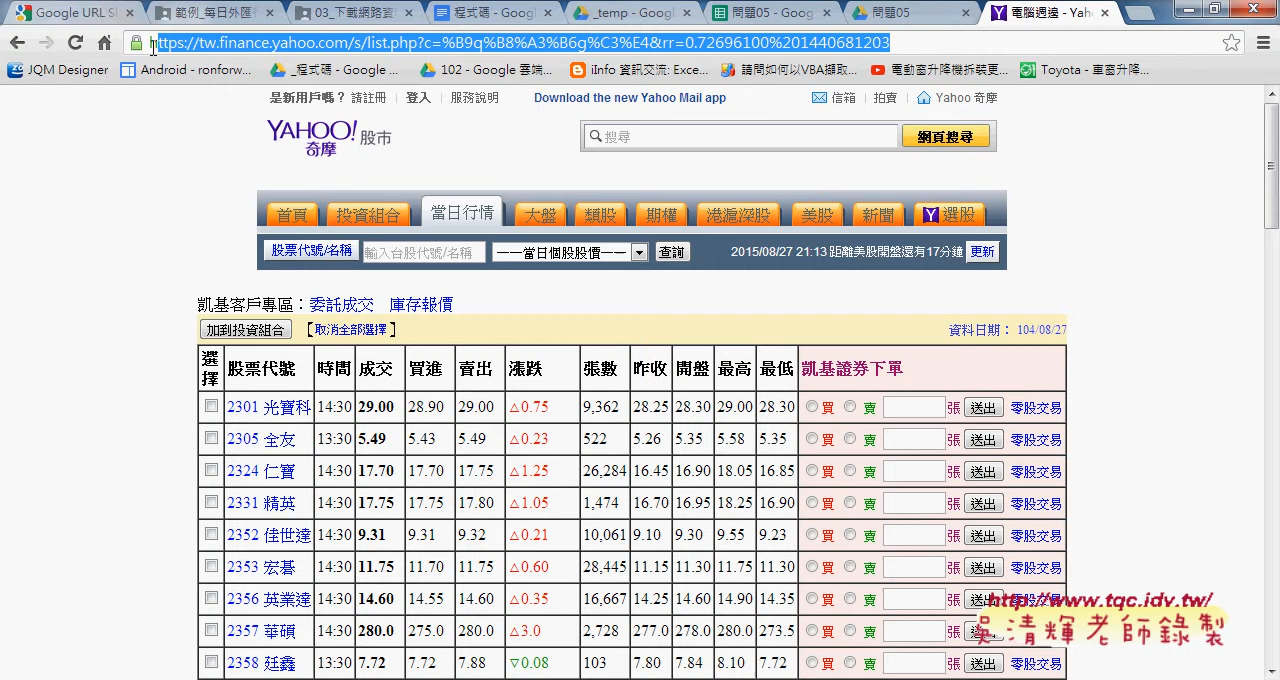 Google URL S
範例_每日外匯
03_下載網路資
程式碼 - Googl
_temp - Googl
問題05 - Goog
問題05
電腦週邊 - Yah
https://tw.finance.yahoo.com/s/list.php?c=%B9q%B8%A3%B6g%C3%E4&rr=0.72696100%201440681203
JQM Designer
Android - ronforwor...
_程式碼 - Google ...
102 - Google 雲端...
iInfo 資訊交流: Exce...
請問如何以VBA擷取...
電動窗升降機拆裝更...
Toyota - 車窗升降...
是新用戶嗎？ 註冊 登入 服務說明 Download the new Yahoo Mail app 信箱 拍賣 Yahoo 奇摩
YAHOO! 奇摩 股市
搜尋 網頁搜尋
首頁 投資組合 當日行情 大盤 類股 期權 港滬深股 美股 新聞 選股
股票代號/名稱 輸入台股代號/名稱 ——當日個股股價—— 查詢 2015/08/27 21:13 距離美股開盤還有17分鐘 更新
凱基客戶專區：委託成交 庫存報價
加到投資組合 【取消全部選擇】 資料日期： 104/08/27
選擇 股票代號 時間 成交 買進 賣出 漲跌 張數 昨收 開盤 最高 最低 凱基證券下單
2301 光寶科 14:30 29.00 28.90 29.00 △0.75 9,362 28.25 28.30 29.00 28.30 買 賣 張 送出 零股交易
2305 全友 13:30 5.49 5.43 5.49 △0.23 522 5.26 5.35 5.58 5.35 買 賣 張 送出 零股交易
2324 仁寶 14:30 17.70 17.70 17.75 △1.25 26,284 16.45 16.90 18.05 16.85 買 賣 張 送出 零股交易
2331 精英 14:30 17.75 17.75 17.80 △1.05 1,474 16.70 16.95 18.25 16.90 買 賣 張 送出 零股交易
2352 佳世達 14:30 9.31 9.31 9.32 △0.21 10,061 9.10 9.30 9.55 9.23 買 賣 張 送出 零股交易
2353 宏碁 14:30 11.75 11.70 11.75 △0.60 28,445 11.15 11.30 11.75 11.30 買 賣 張 送出 零股交易
2356 英業達 14:30 14.60 14.55 14.60 △0.35 16,667 14.25 14.60 14.90 14.35 買 賣 張 送出 零股交易
http://www.tqc.idv.tw/
2357 華碩 14:30 280.0 275.0 280.0 △3.0 2,728 277.0 278.0 280.0 273.5 買 賣 張
吳清輝老師錄製
2358 廷鑫 13:30 7.72 7.72 7.88 ▽0.08 103 7.80 7.84 8.10 7.72 買 賣 張 送出 零股交易